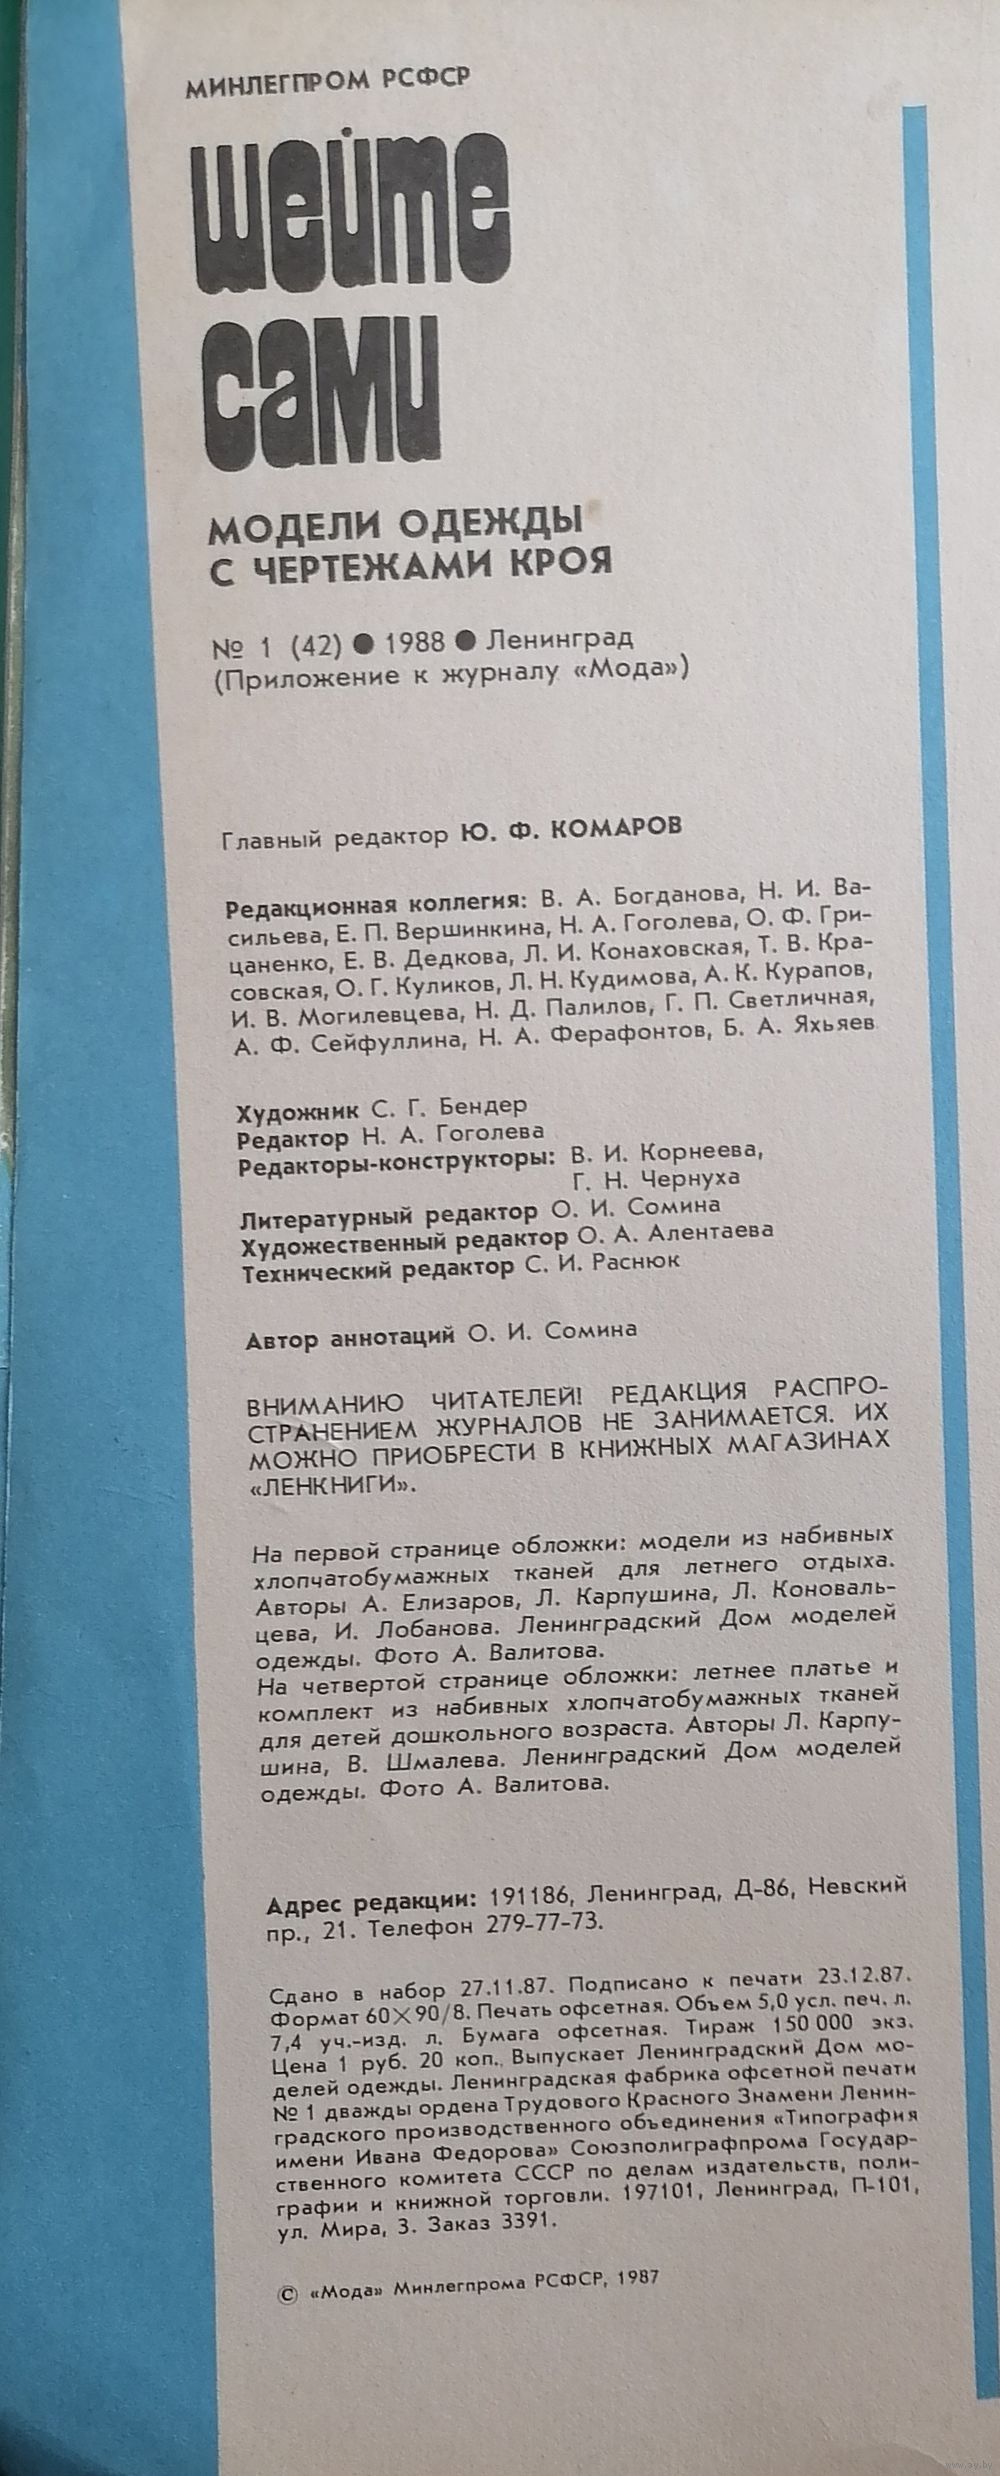 МИНЛЕГПРОМ РСФСР
шейте
сами
МОДЕЛИ ОДЕЖДЫ
С ЧЕРТЕЖАМИ КРОЯ
№ 1 (42) ● 1988 ● Ленинград
(Приложение к журналу «Мода»)
Главный редактор Ю. Ф. КОМАРОВ
Редакционная коллегия: В. А. Богданова, Н. И. Ва-
сильева, Е. П. Вершинкина, Н. А. Гоголева, О. Ф. Гри-
цаненко, Е. В. Дедкова, Л. И. Конаховская, Т. В. Кра-
совская, О. Г. Куликов, Л. Н. Кудимова, А. К. Курапов,
И. В. Могилевцева, Н. Д. Палилов, Г. П. Светличная,
А. Ф. Сейфуллина, Н. А. Ферафонтов, Б. А. Яхьяев
Художник С. Г. Бендер
Редактор Н. А. Гоголева
Редакторы-конструкторы: В. И. Корнеева,
Г. Н. Чернуха
Литературный редактор О. И. Сомина
Художественный редактор О. А. Алентаева
Технический редактор С. И. Раснюк
Автор аннотаций О. И. Сомина
ВНИМАНИЮ ЧИТАТЕЛЕЙ! РЕДАКЦИЯ РАСПРО-
СТРАНЕНИЕМ ЖУРНАЛОВ НЕ ЗАНИМАЕТСЯ. ИХ
МОЖНО ПРИОБРЕСТИ В КНИЖНЫХ МАГАЗИНАХ
«ЛЕНКНИГИ».
На первой странице обложки: модели из набивных
хлопчатобумажных тканей для летнего отдыха.
Авторы А. Елизаров, Л. Карпушина, Л. Коноваль-
цева, И. Лобанова. Ленинградский Дом моделей
одежды. Фото А. Валитова.
На четвертой странице обложки: летнее платье и
комплект из набивных хлопчатобумажных тканей
для детей дошкольного возраста. Авторы Л. Карпу-
шина, В. Шмалева. Ленинградский Дом моделей
одежды. Фото А. Валитова.
Адрес редакции: 191186, Ленинград, Д-86, Невский
пр., 21. Телефон 279-77-73.
Сдано в набор 27.11.87. Подписано к печати 23.12.87.
Формат 60×90/8. Печать офсетная. Объем 5,0 усл. печ. л.
7,4 уч.-изд. л. Бумага офсетная. Тираж 150 000 экз.
Цена 1 руб. 20 коп. Выпускает Ленинградский Дом мо-
делей одежды. Ленинградская фабрика офсетной печати
№ 1 дважды ордена Трудового Красного Знамени Ленин-
градского производственного объединения «Типография
имени Ивана Федорова» Союзполиграфпрома Государ-
ственного комитета СССР по делам издательств, поли-
графии и книжной торговли. 197101, Ленинград, П-101,
ул. Мира, 3. Заказ 3391.
© «Мода» Минлегпрома РСФСР, 1987
www.ay.by